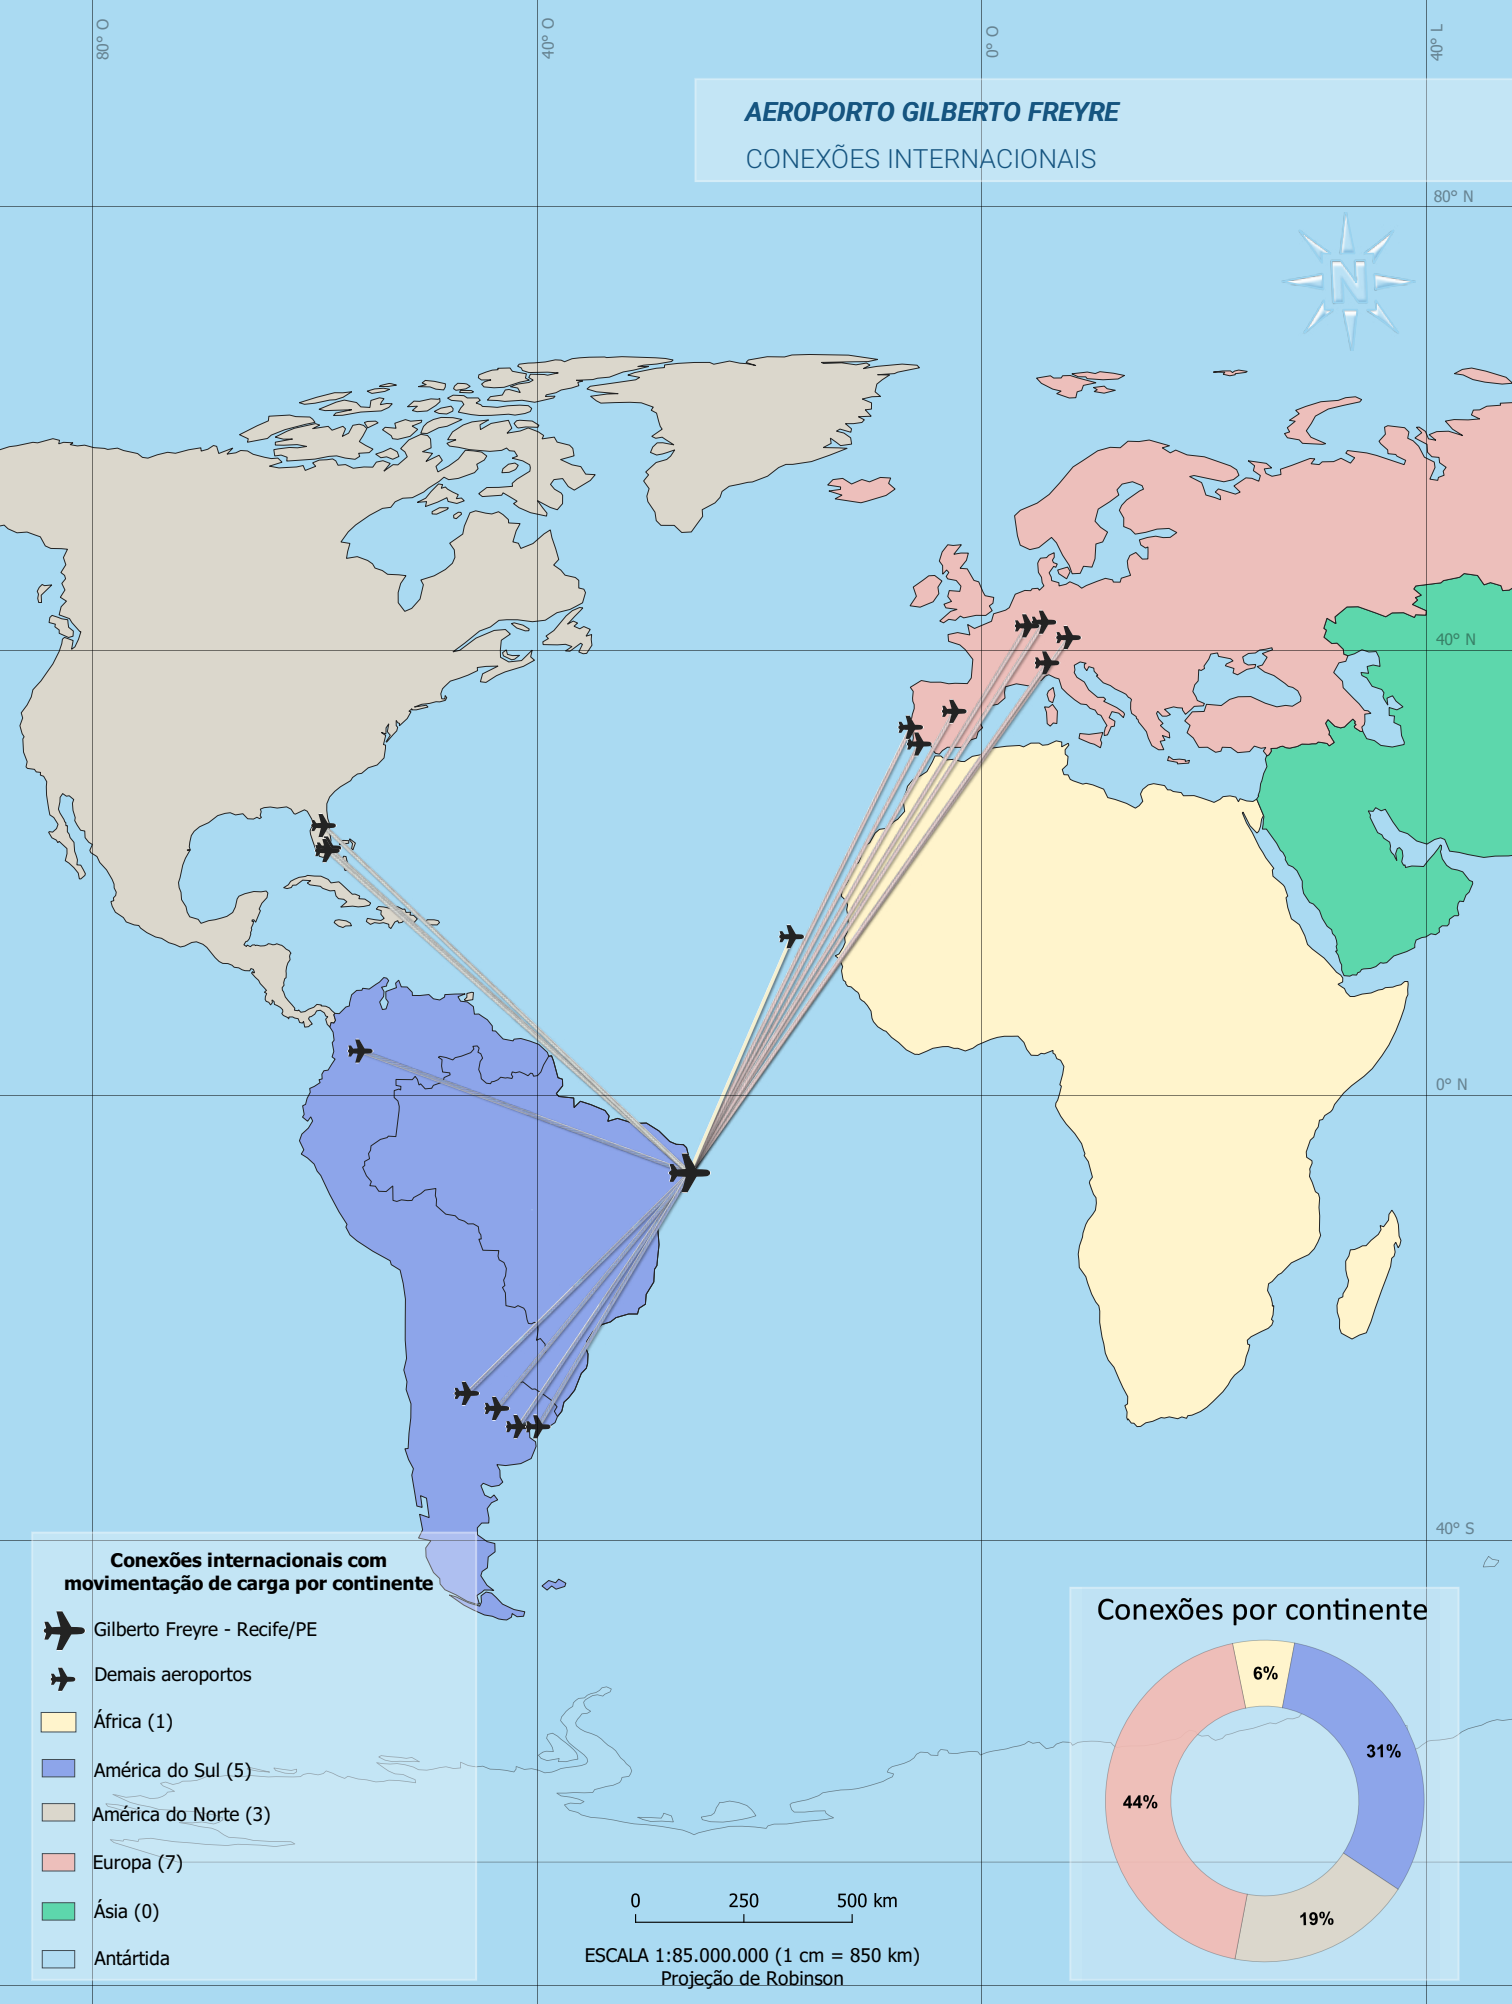 80° O
40° O
0° O
40° L
AEROPORTO GILBERTO FREYRE
CONEXÕES INTERNACIONAIS
80° N
N
40° N
0° N
40° S
Conexões internacionais com
movimentação de carga por continente
Gilberto Freyre - Recife/PE
Demais aeroportos
África (1)
América do Sul (5)
América do Norte (3)
Europa (7)
Ásia (0)
Antártida
0 250 500 km
ESCALA 1:85.000.000 (1 cm = 850 km)
Projeção de Robinson
Conexões por continente
6%
31%
44%
19%